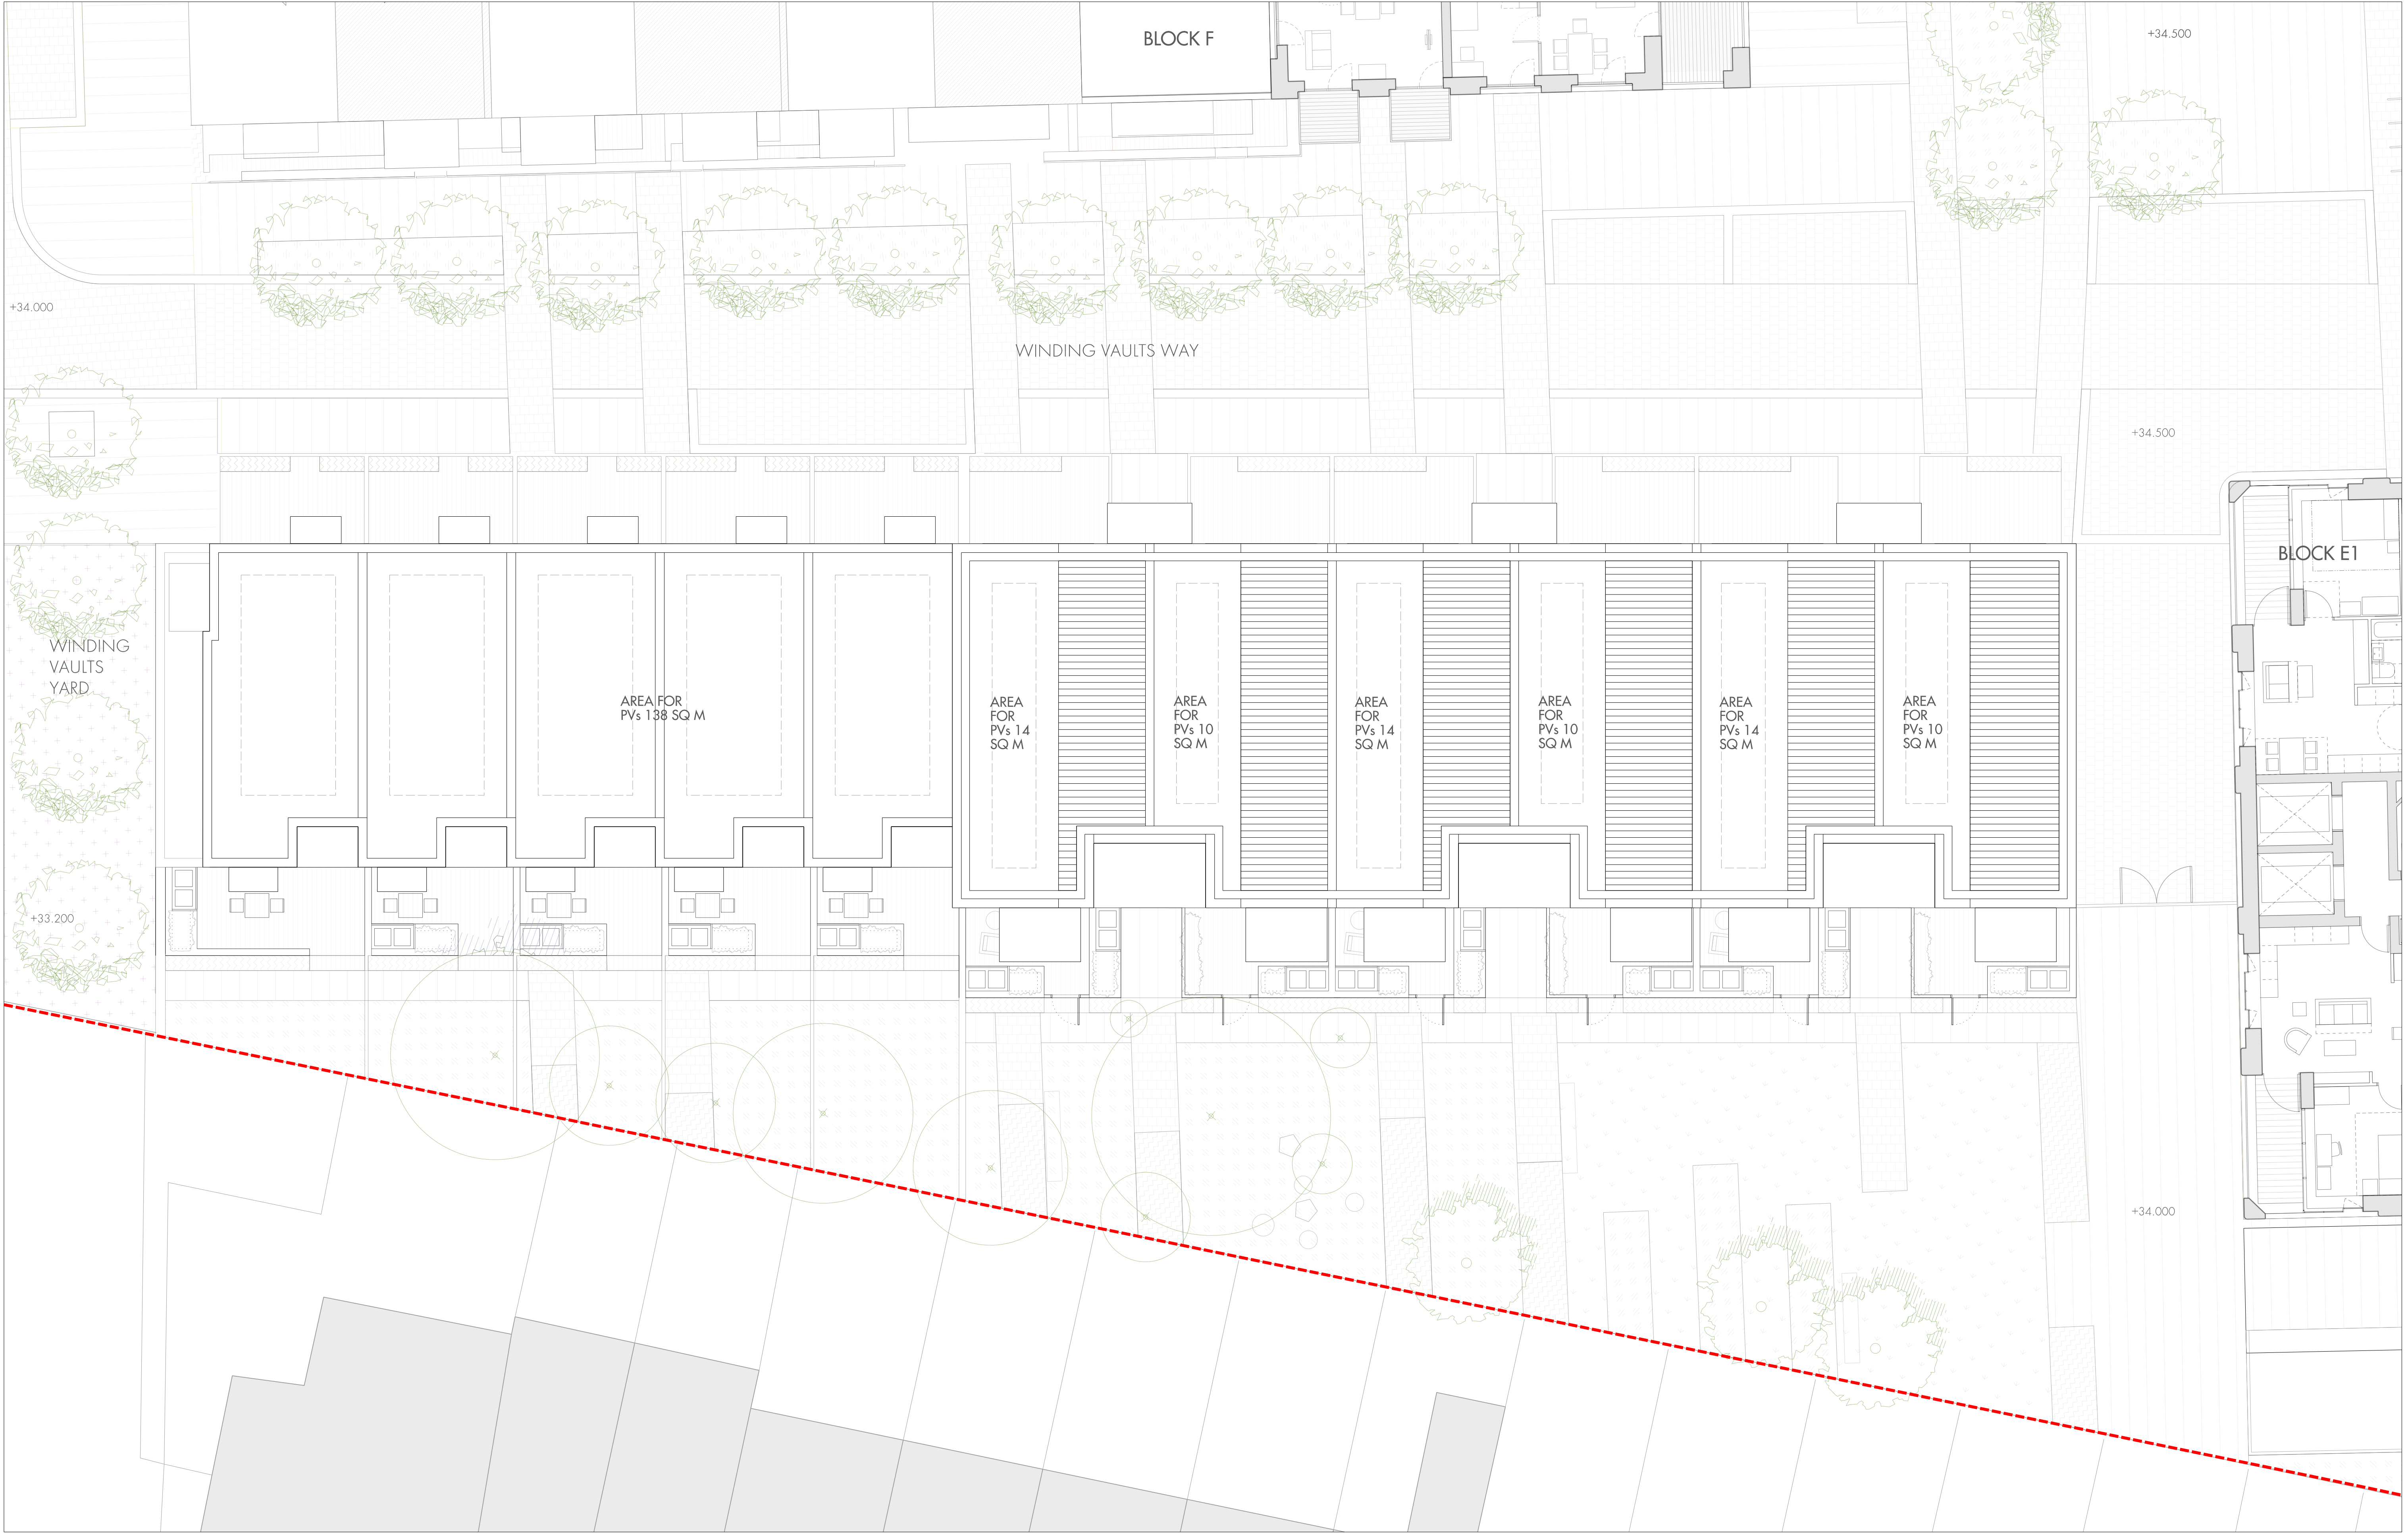 BLOCK F
+34.500
+34.000
WINDING VAULTS WAY
+34.500
BLOCK E1
WINDING
VAULTS
YARD
AREA FOR
PVs 138 SQ M
AREA
FOR
PVs 14
SQ M
AREA
FOR
PVs 10
SQ M
AREA
FOR
PVs 14
SQ M
AREA
FOR
PVs 10
SQ M
AREA
FOR
PVs 14
SQ M
AREA
FOR
PVs 10
SQ M
+33.200
+34.000